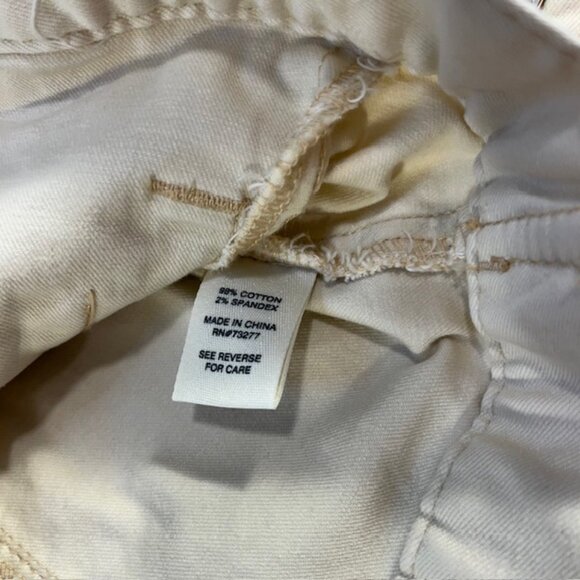 98% COTTON
2% SPANDEX
MADE IN CHINA
RN#73277
SEE REVERSE
FOR CARE